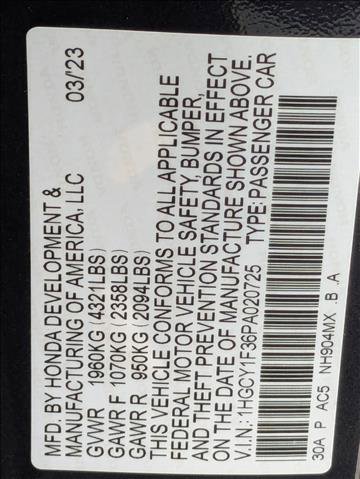 MFD. BY HONDA DEVELOPMENT &
MANUFACTURING OF AMERICA, LLC 03/'23
GVWR 1960KG (4321LBS)
GAWR F 1070KG (2358LBS)
GAWR R 950KG (2094LBS)
THIS VEHICLE CONFORMS TO ALL APPLICABLE
FEDERAL MOTOR VEHICLE SAFETY, BUMPER,
AND THEFT PREVENTION STANDARDS IN EFFECT
ON THE DATE OF MANUFACTURE SHOWN ABOVE.
V.I.N.: 1HGCY1F36PA020725 TYPE: PASSENGER CAR
30A P AC5 NH904MX . B . A